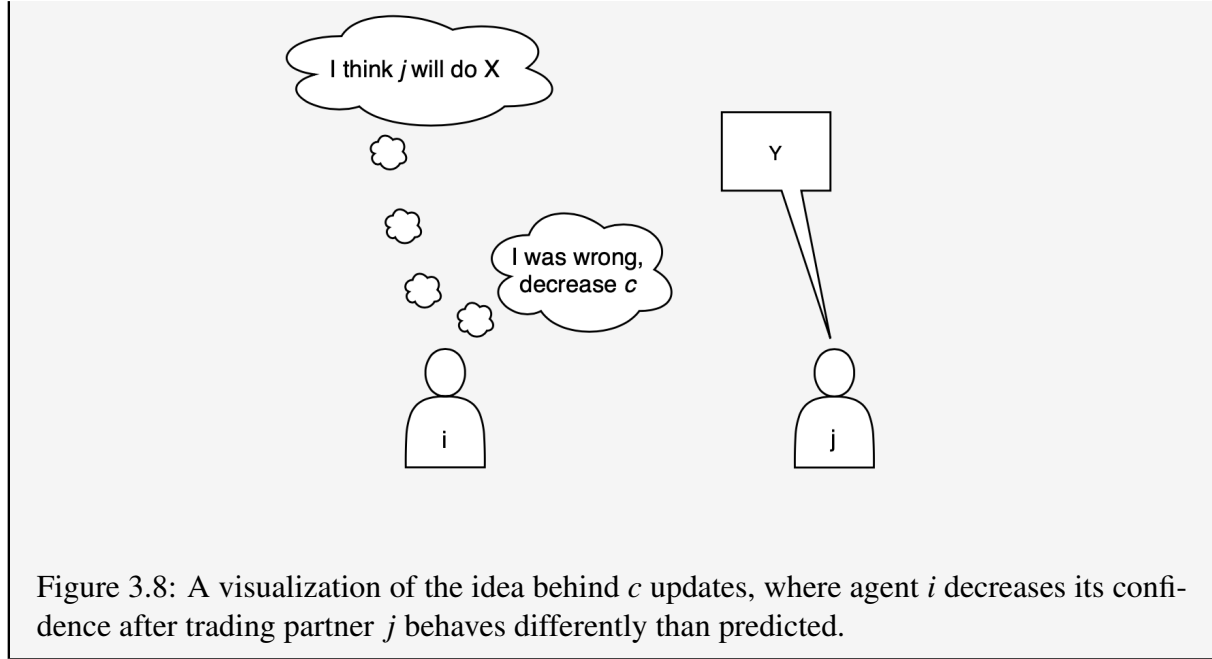 I think j will do X
Y
I was wrong,
decrease c
i
j
Figure 3.8: A visualization of the idea behind c updates, where agent i decreases its confi-
dence after trading partner j behaves differently than predicted.